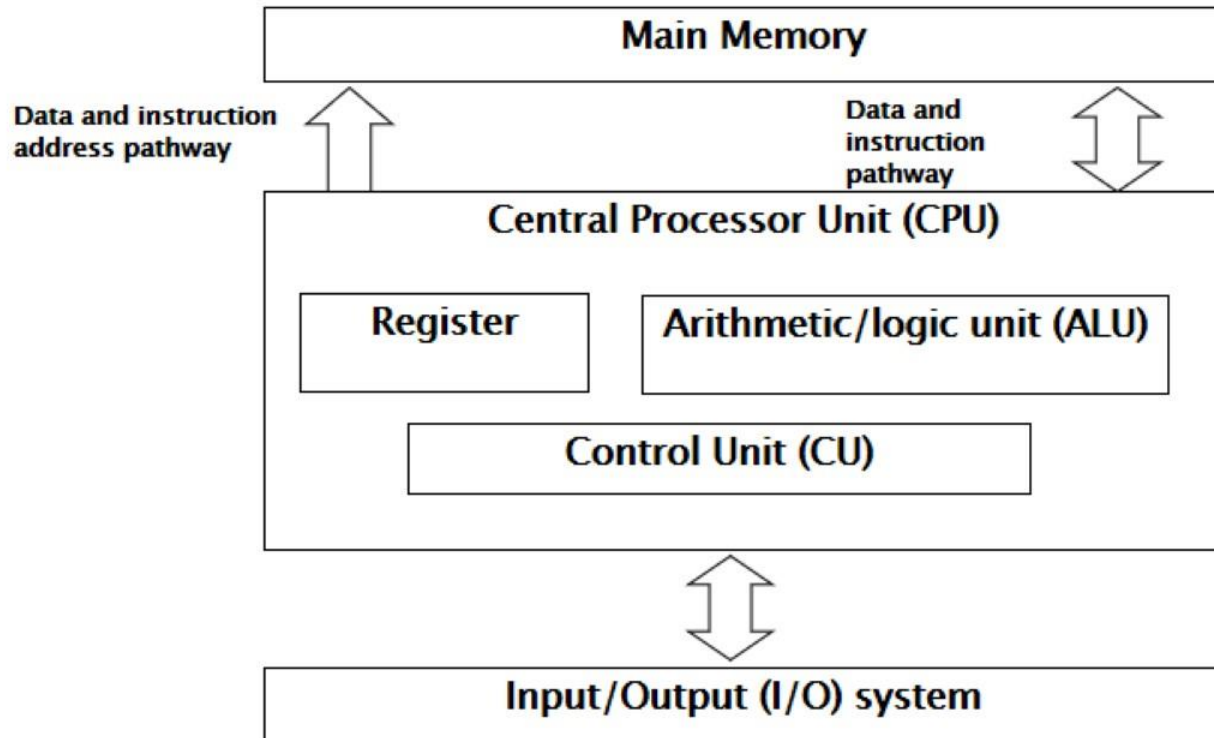 Main Memory
Data and instruction
address pathway
Data and
instruction
pathway
Central Processor Unit (CPU)
Register
Arithmetic/logic unit (ALU)
Control Unit (CU)
Input/Output (I/O) system